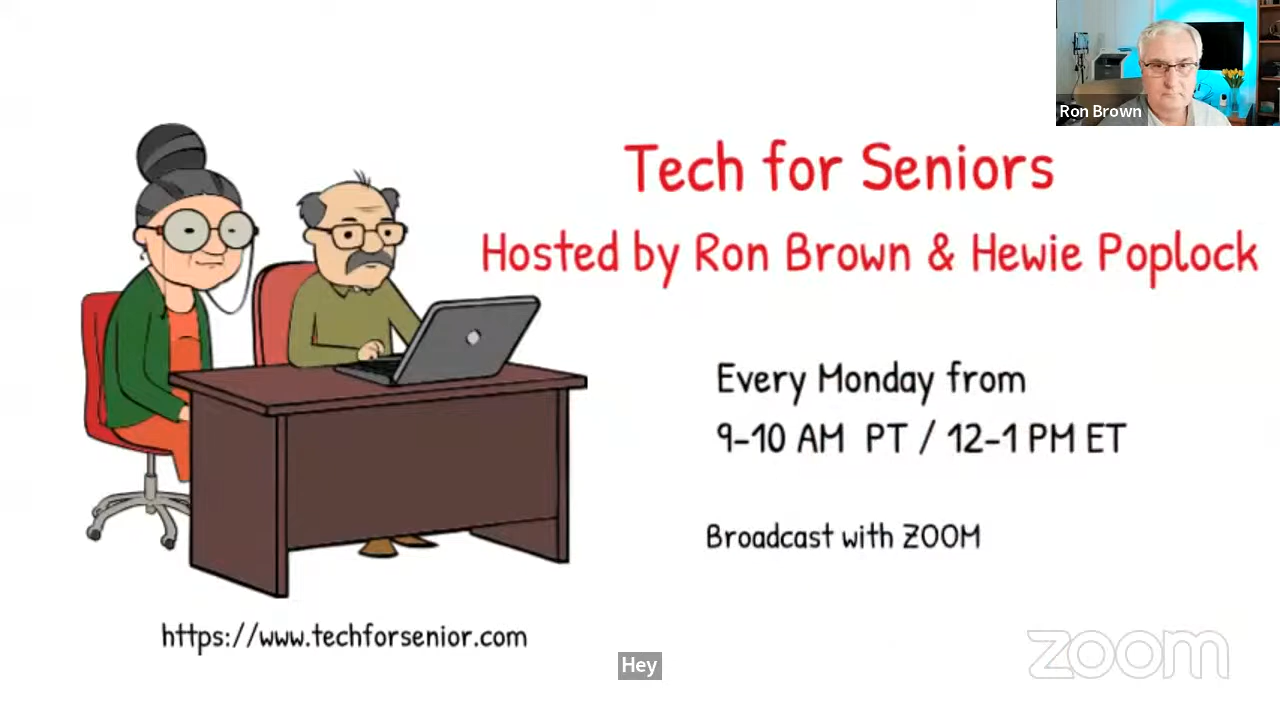 Ron Brown
Tech for Seniors
Hosted by Ron Brown & Hewie Poplock
Every Monday from
9-10 AM PT / 12-1 PM ET
Broadcast with ZOOM
https://www.techforsenior.com
Hey
zoom